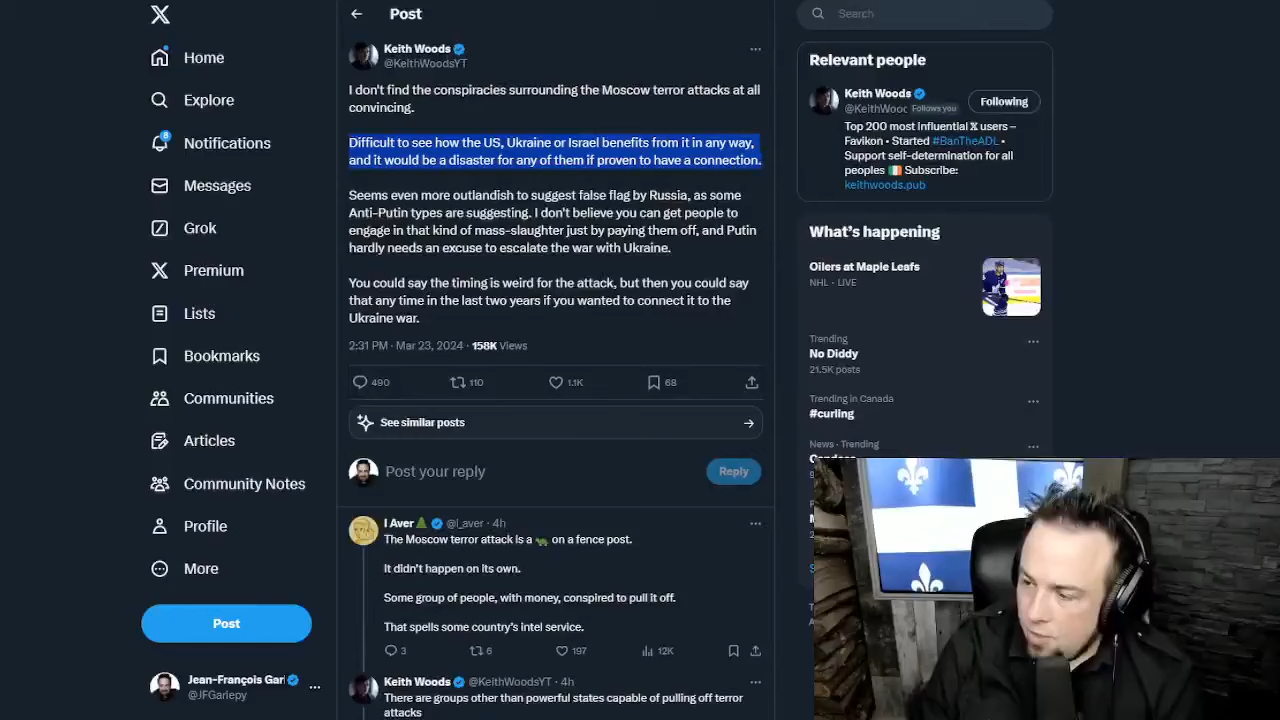 Home
Explore
8
Notifications
Messages
Grok
Premium
Lists
Bookmarks
Communities
Articles
Community Notes
Profile
More
Post
Jean-François Gari
@JFGariepy
Post
Keith Woods
@KeithWoodsYT
I don't find the conspiracies surrounding the Moscow terror attacks at all
convincing.
Difficult to see how the US, Ukraine or Israel benefits from it in any way,
and it would be a disaster for any of them if proven to have a connection.
Seems even more outlandish to suggest false flag by Russia, as some
Anti-Putin types are suggesting. I don't believe you can get people to
engage in that kind of mass-slaughter just by paying them off, and Putin
hardly needs an excuse to escalate the war with Ukraine.
You could say the timing is weird for the attack, but then you could say
that any time in the last two years if you wanted to connect it to the
Ukraine war.
2:31 PM · Mar 23, 2024 · 158K Views
490 110 1.1K 68
See similar posts
Post your reply
Reply
I Aver @I_aver · 4h
The Moscow terror attack is a 🐢 on a fence post.
It didn't happen on its own.
Some group of people, with money, conspired to pull it off.
That spells some country's intel service.
3 6 197 12K
Keith Woods @KeithWoodsYT · 4h
There are groups other than powerful states capable of pulling off terror
attacks
Search
Relevant people
Keith Woods
@KeithWooc Follows you
Following
Top 200 most influential 𝕏 users –
Favikon • Started #BanTheADL •
Support self-determination for all
peoples 🇮🇪 Subscribe:
keithwoods.pub
What's happening
Oilers at Maple Leafs
NHL · LIVE
Trending
No Diddy
21.5K posts
Trending in Canada
#curling
News · Trending